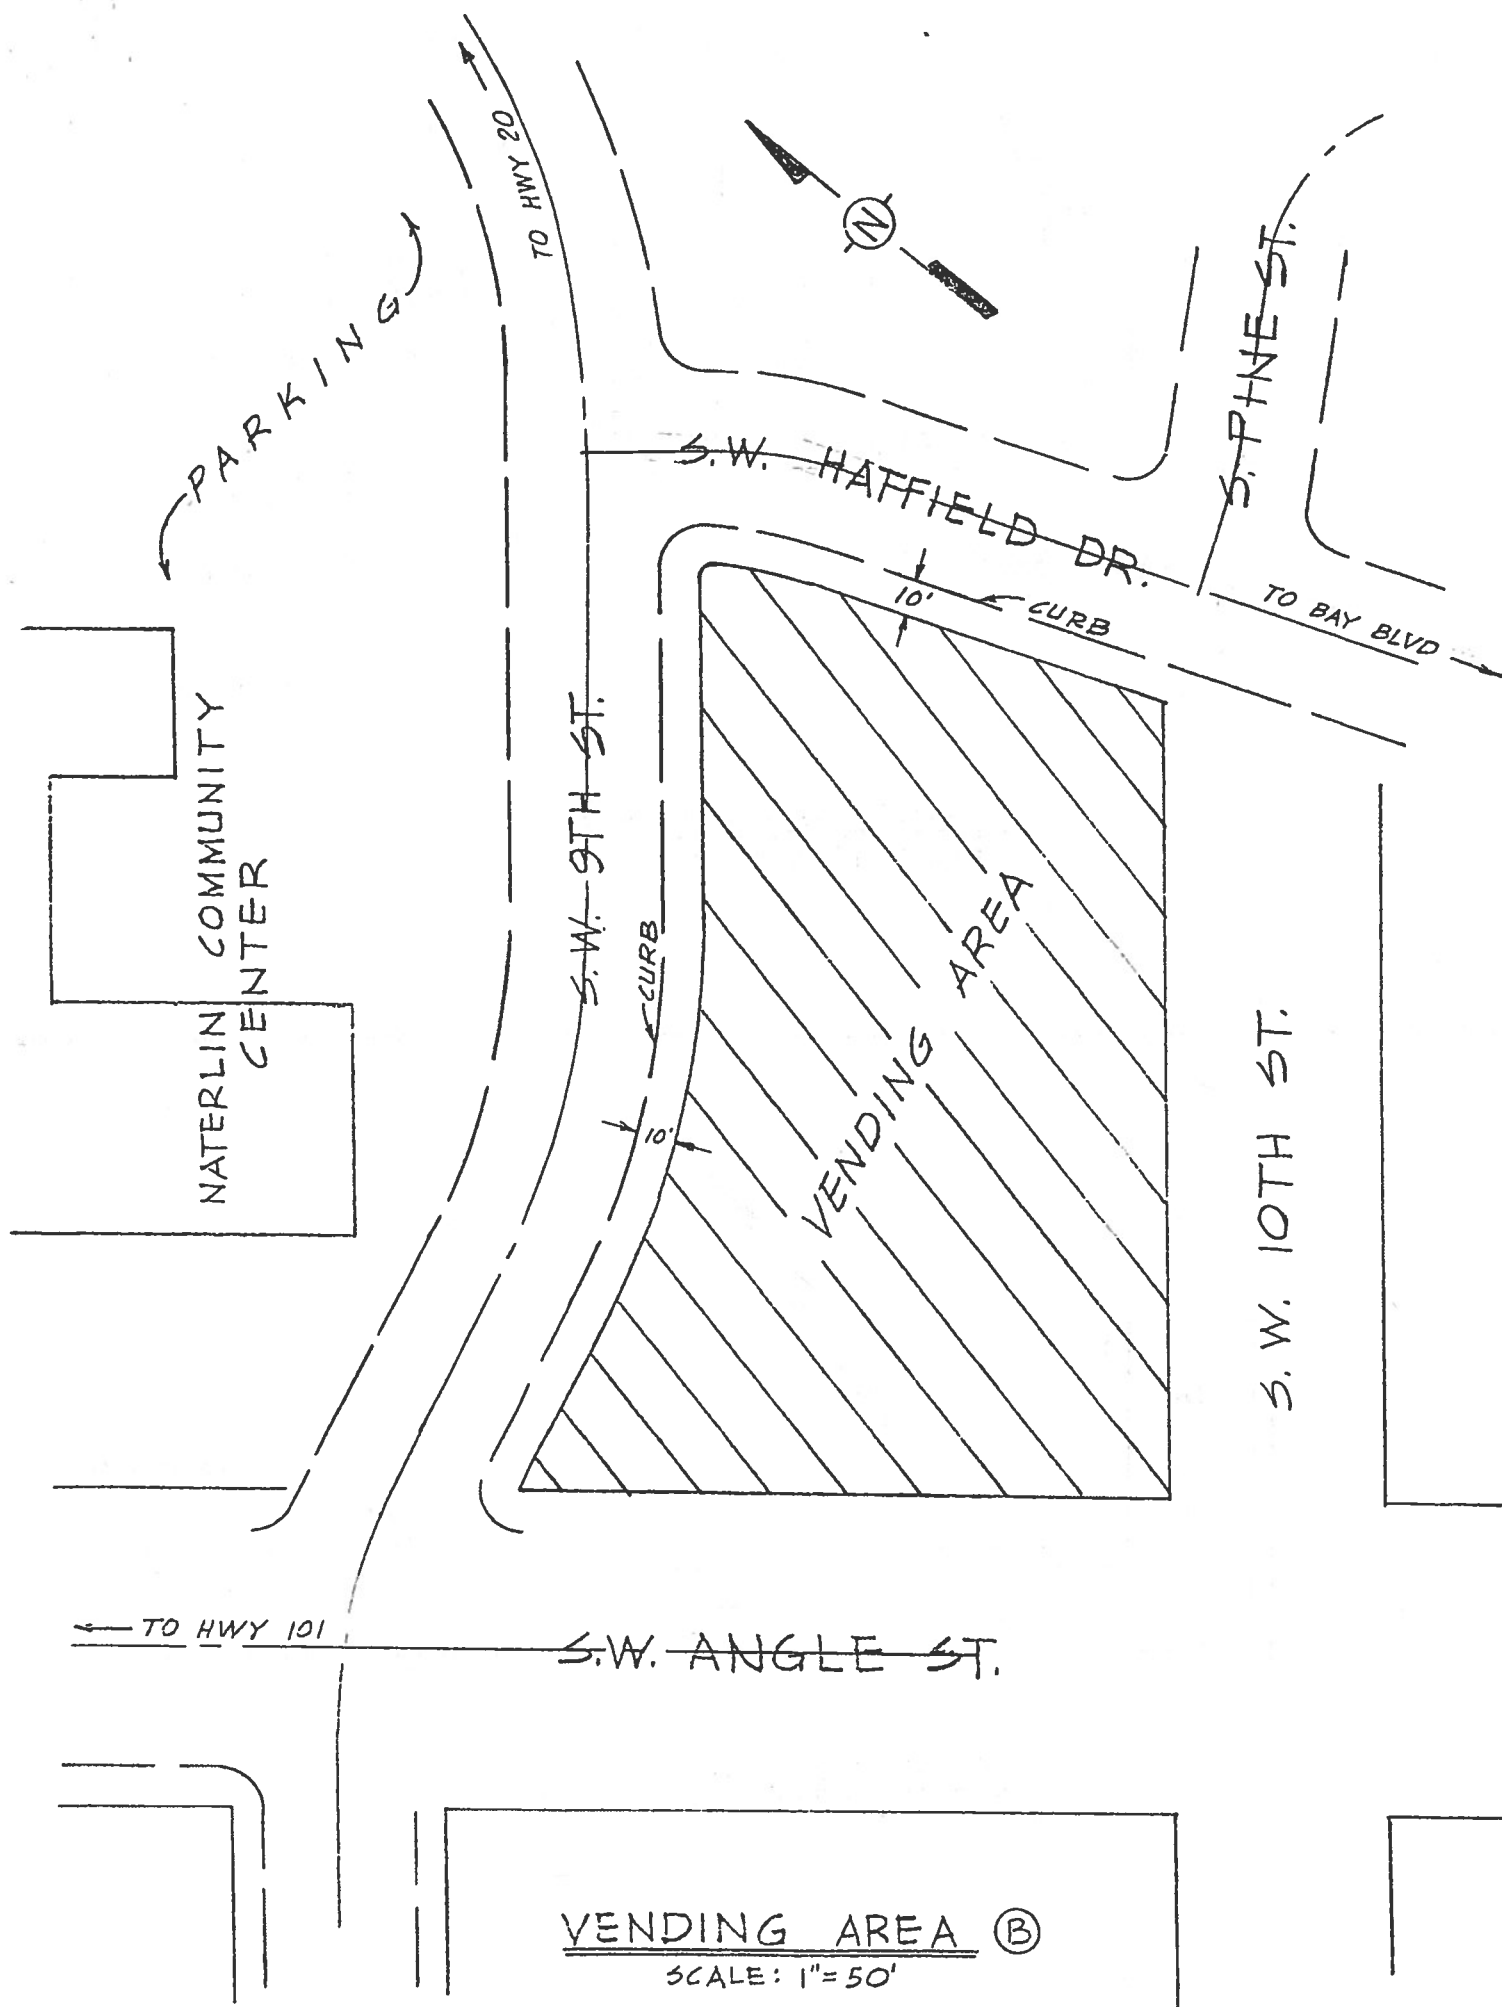 TO HWY 20
N
PARKING
S. PINE ST.
S.W. HATFIELD DR.
10'
CURB
TO BAY BLVD
NATERLIN COMMUNITY
CENTER
S.W. 9TH ST.
CURB
10'
VENDING AREA
S.W. 10TH ST.
TO HWY 101
S.W. ANGLE ST.
VENDING AREA B
SCALE: 1"=50'